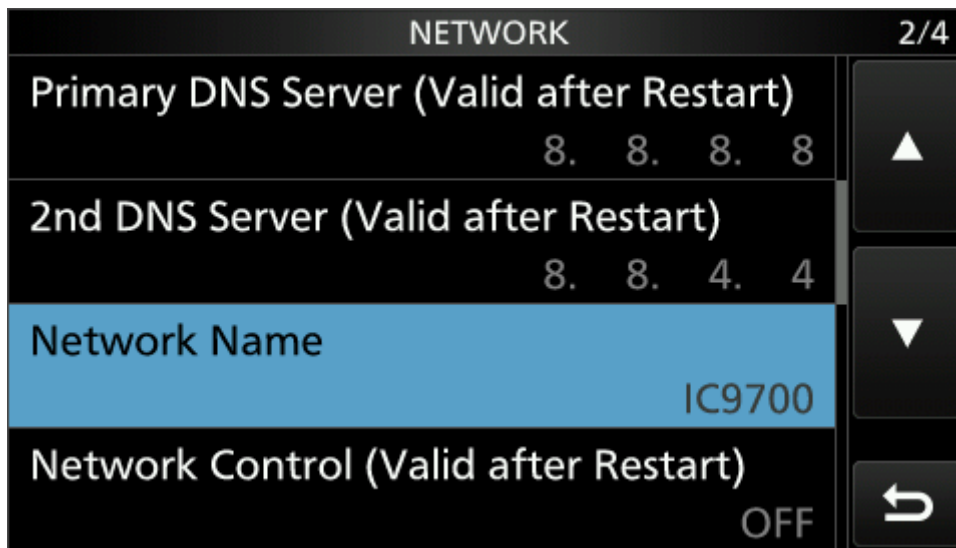 NETWORK 2/4
Primary DNS Server (Valid after Restart)
8. 8. 8. 8
2nd DNS Server (Valid after Restart)
8. 8. 4. 4
Network Name
IC9700
Network Control (Valid after Restart)
OFF